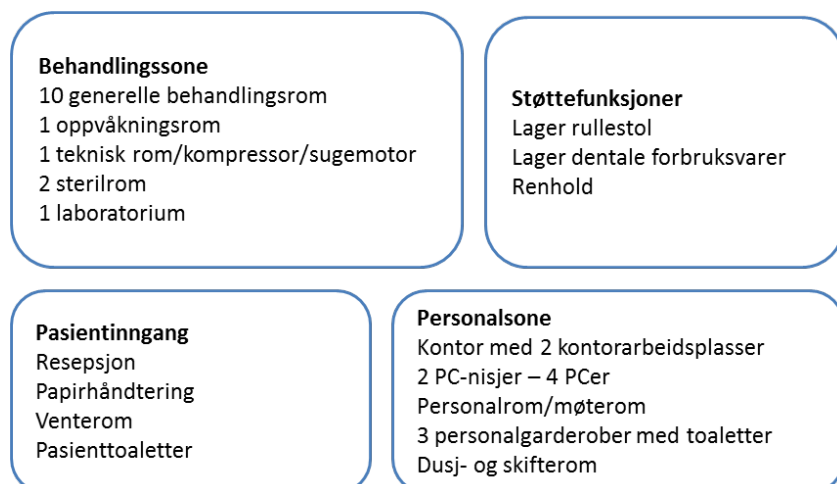 Behandlingssone
10 generelle behandlingsrom
1 oppvåkningsrom
1 teknisk rom/kompressor/sugemotor
2 sterilrom
1 laboratorium
Støttefunksjoner
Lager rullestol
Lager dentale forbruksvarer
Renhold
Pasientinngang
Resepsjon
Papirhåndtering
Venterom
Pasienttoaletter
Personalsone
Kontor med 2 kontorarbeidsplasser
2 PC-nisjer – 4 PCer
Personalrom/møterom
3 personalgarderober med toaletter
Dusj- og skifterom